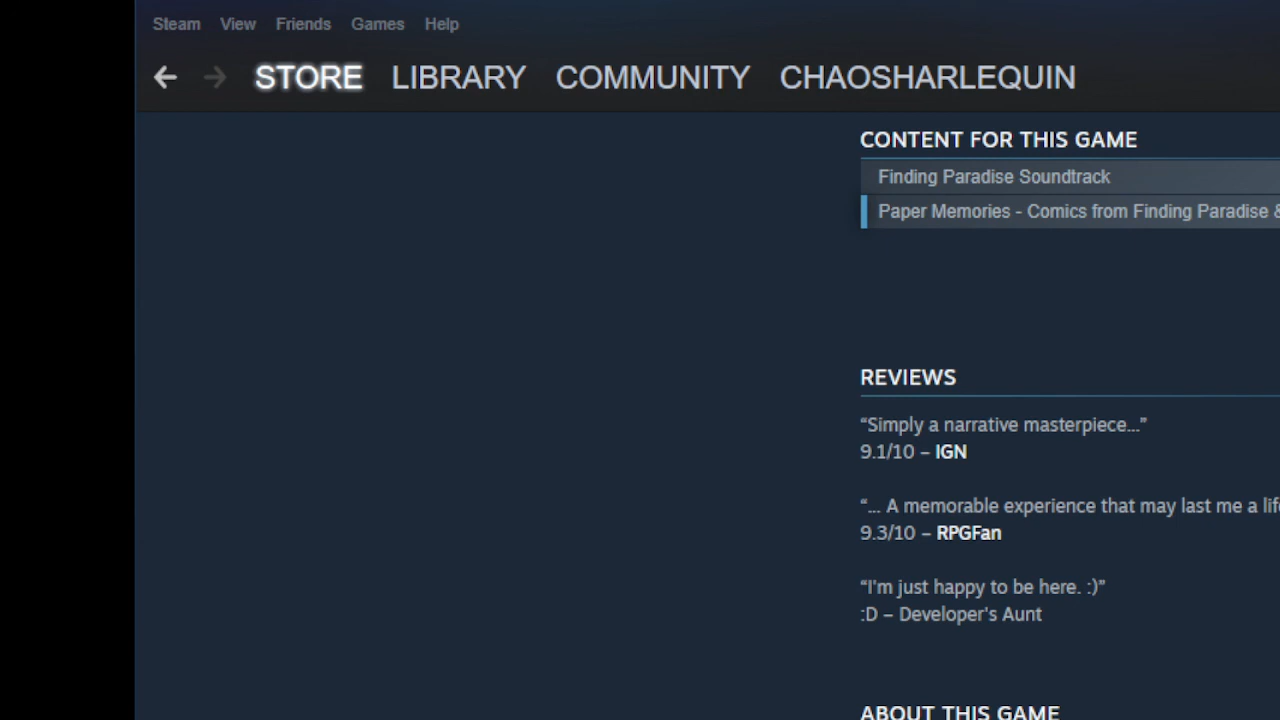 Steam View Friends Games Help
STORE LIBRARY COMMUNITY CHAOSHARLEQUIN
CONTENT FOR THIS GAME
Finding Paradise Soundtrack
Paper Memories - Comics from Finding Paradise &
REVIEWS
“Simply a narrative masterpiece...”
9.1/10 – IGN
“... A memorable experience that may last me a
9.3/10 – RPGFan
“I'm just happy to be here. :)”
:D – Developer's Aunt
ABOUT THIS GAME